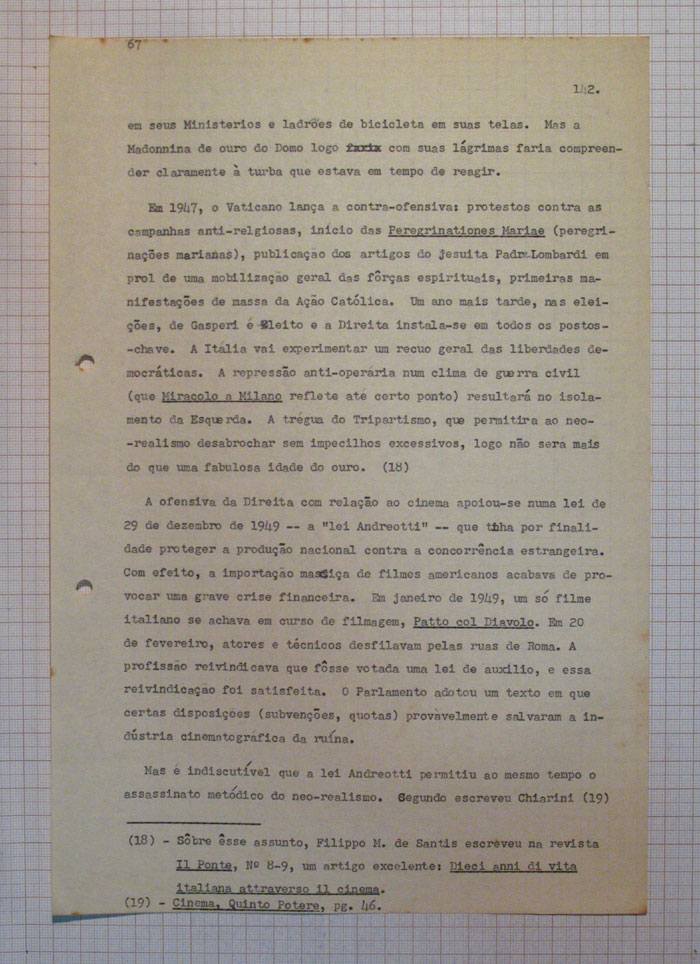 67
142.
em seus Ministerios e ladrões de bicicleta em suas telas. Mas a
Madonnina de ouro do Domo logo com suas lágrimas faria compreen-
der claramente à turba que estava em tempo de reagir.
Em 1947, o Vaticano lança a contra-ofensiva: protestos contra as
campanhas anti-relgiosas, início das Peregrinationes Mariae (peregri-
nações marianas), publicação dos artigos do jesuita Padre Lombardi em
prol de uma mobilização geral das fôrças espirituais, primeiras ma-
nifestações de massa da Ação Católica. Um ano mais tarde, nas elei-
ções, de Gasperi é Eleito e a Direita instala-se em todos os postos-
-chave. A Itália vai experimentar um recuo geral das liberdades de-
mocráticas. A repressão anti-operária num clima de guerra civil
(que Miracolo a Milano reflete até certo ponto) resultará no isola-
mento da Esquerda. A trégua do Tripartismo, que permitira ao neo-
-realismo desabrochar sem impecilhos excessivos, logo não sera mais
do que uma fabulosa idade do ouro. (18)
A ofensiva da Direita com relação ao cinema apoiou-se numa lei de
29 de dezembro de 1949 -- a "lei Andreotti" -- que tinha por finali-
dade proteger a produção nacional contra a concorrência estrangeira.
Com efeito, a importação massiça de filmes americanos acabava de pro-
vocar uma grave crise financeira. Em janeiro de 1949, um só filme
italiano se achava em curso de filmagem, Patto col Diavolo. Em 20
de fevereiro, atores e técnicos desfilavam pelas ruas de Roma. A
profissão reivindicava que fôsse votada uma lei de auxilio, e essa
reivindicação foi satisfeita. O Parlamento adotou um texto em que
certas disposições (subvenções, quotas) provàvelmente salvaram a in-
dústria cinematográfica da ruína.
Mas é indiscutível que a lei Andreotti permitiu ao mesmo tempo o
assassinato metódico do neo-realismo. Segundo escreveu Chiarini (19)
(18) - Sôbre êsse assunto, Filippo M. de Santis escreveu na revista
Il Ponte, Nº 8-9, um artigo excelente: Dieci anni di vita
italiana attraverso il cinema.
(19) - Cinema, Quinto Potere, pg. 46.